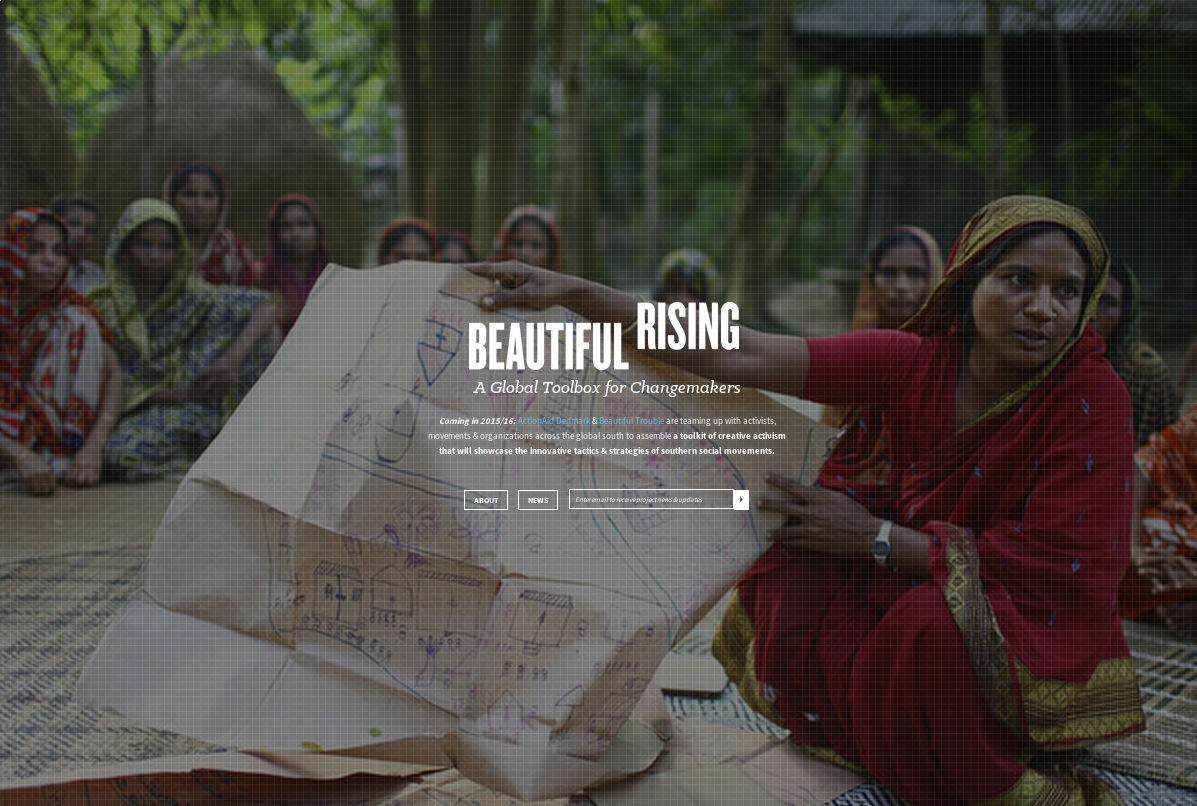 BEAUTIFUL RISING
A Global Toolbox for Changemakers
Coming in 2015/16: ActionAid Denmark & Beautiful Trouble are teaming up with activists,
movements & organizations across the global south to assemble a toolkit of creative activism
that will showcase the innovative tactics & strategies of southern social movements.
ABOUT NEWS Enter email to receive project news & updates